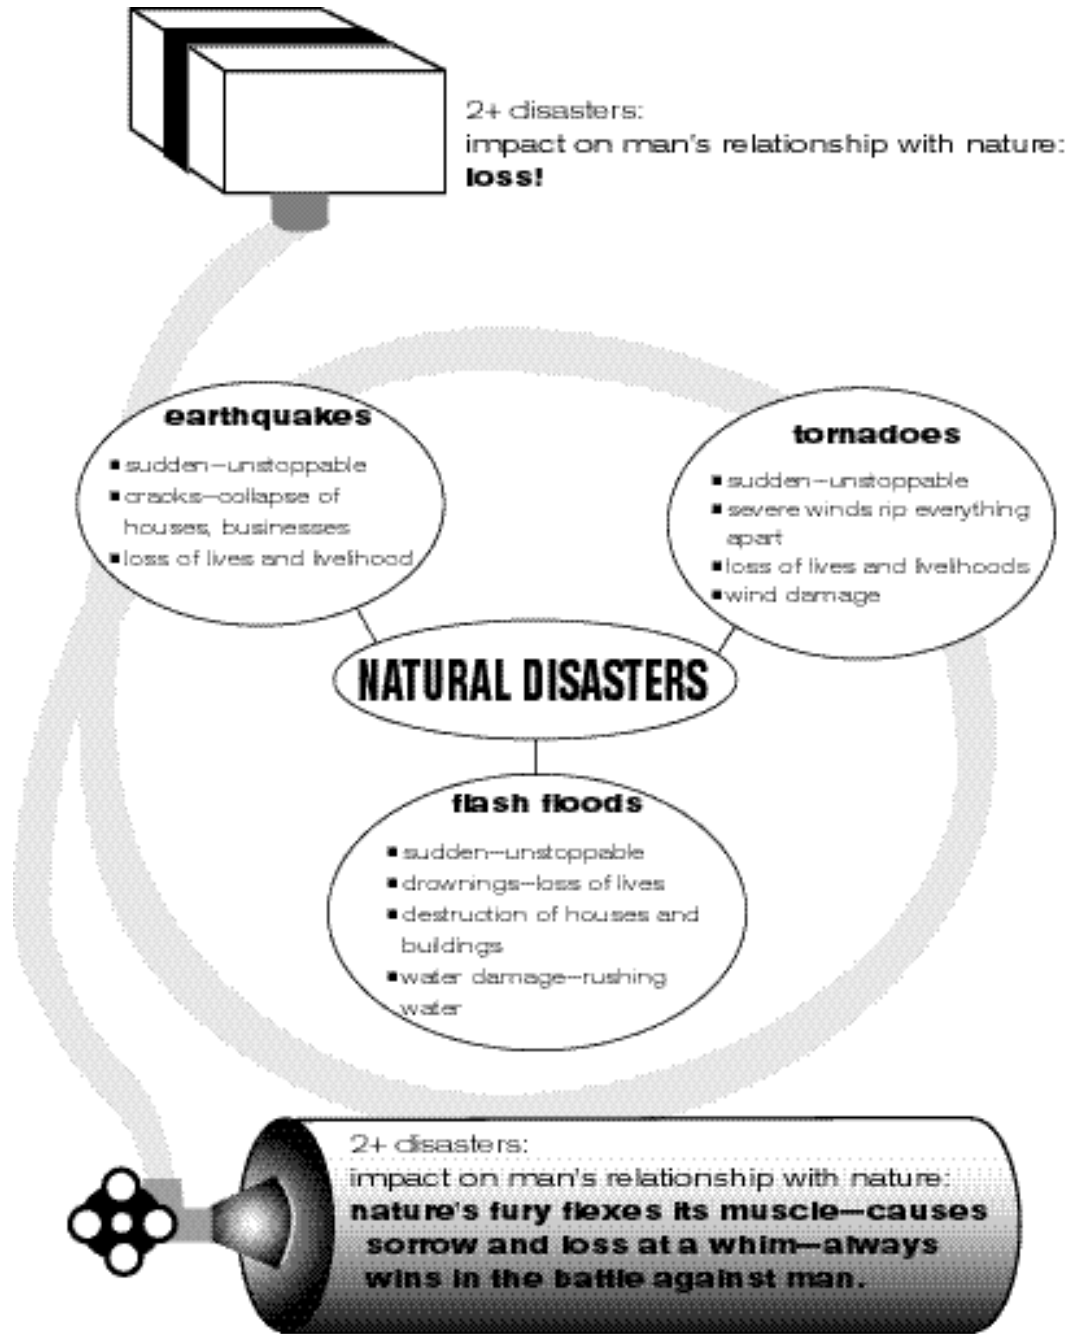 2+ disasters:
impact on man's relationship with nature:
loss!
earthquakes
▪sudden—unstoppable
▪cracks—collapse of
houses, businesses
▪loss of lives and livelihood
tornadoes
▪sudden—unstoppable
▪severe winds rip everything
apart
▪loss of lives and livelihoods
▪wind damage
NATURAL DISASTERS
flash floods
▪sudden—unstoppable
▪drownings—loss of lives
▪destruction of houses and
buildings
▪water damage—rushing
water
2+ disasters:
impact on man's relationship with nature:
nature's fury flexes its muscle—causes
sorrow and loss at a whim—always
wins in the battle against man.